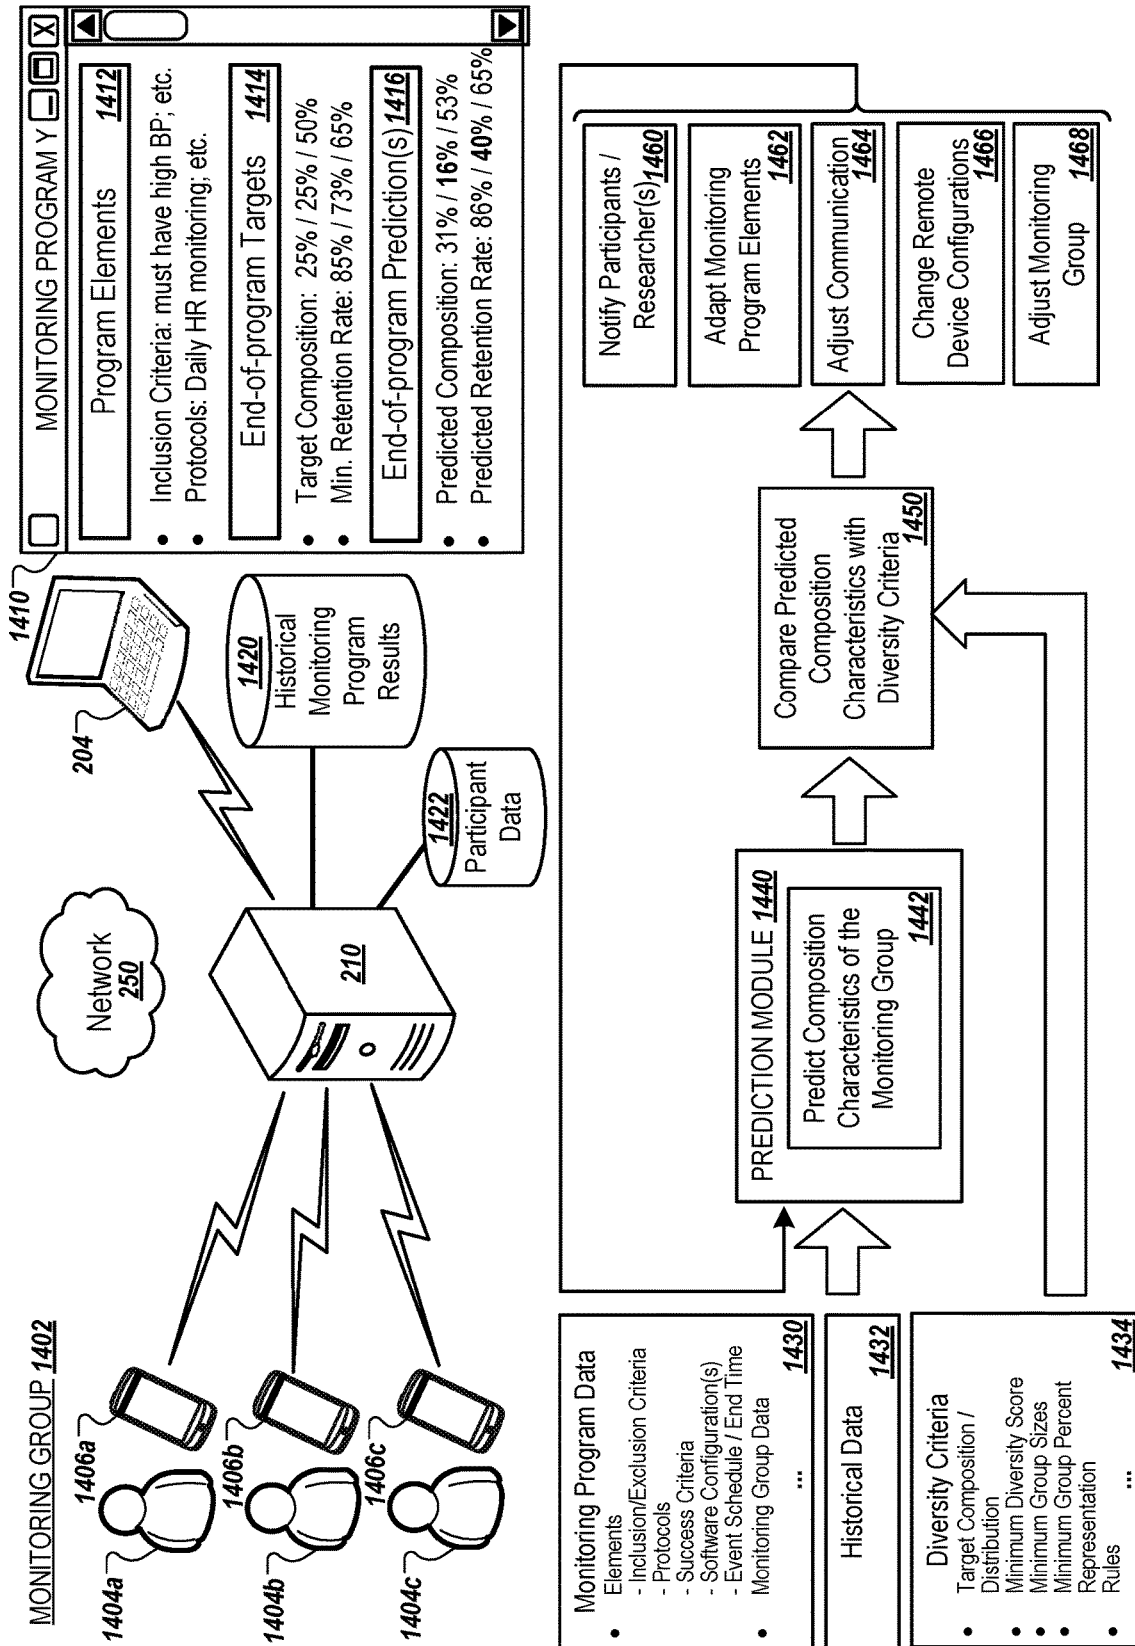 MONITORING GROUP 1402
1404a
1406a
1404b
1406b
1404c
1406c
Network
250
210
204
1410
1420
Historical
Monitoring
Program
Results
1422
Participant
Data
MONITORING PROGRAM Y
X
Program Elements 1412
• Inclusion Criteria: must have high BP; etc.
• Protocols: Daily HR monitoring; etc.
End-of-program Targets 1414
• Target Composition: 25% / 25% / 50%
• Min. Retention Rate: 85% / 73% / 65%
End-of-program Prediction(s) 1416
• Predicted Composition: 31% / 16% / 53%
• Predicted Retention Rate: 86% / 40% / 65%
Monitoring Program Data
• Elements
- Inclusion/Exclusion Criteria
- Protocols
- Success Criteria
- Software Configuration(s)
- Event Schedule / End Time
• Monitoring Group Data
...
1430
Historical Data
1432
Diversity Criteria
• Target Composition /
Distribution
• Minimum Diversity Score
• Minimum Group Sizes
• Minimum Group Percent
Representation
• Rules
...
1434
PREDICTION MODULE 1440
Predict Composition
Characteristics of the
Monitoring Group
1442
Compare Predicted
Composition
Characteristics with
Diversity Criteria
1450
Notify Participants /
Researcher(s) 1460
Adapt Monitoring
Program Elements
1462
Adjust Communication
1464
Change Remote
Device Configurations
1466
Adjust Monitoring
Group
1468